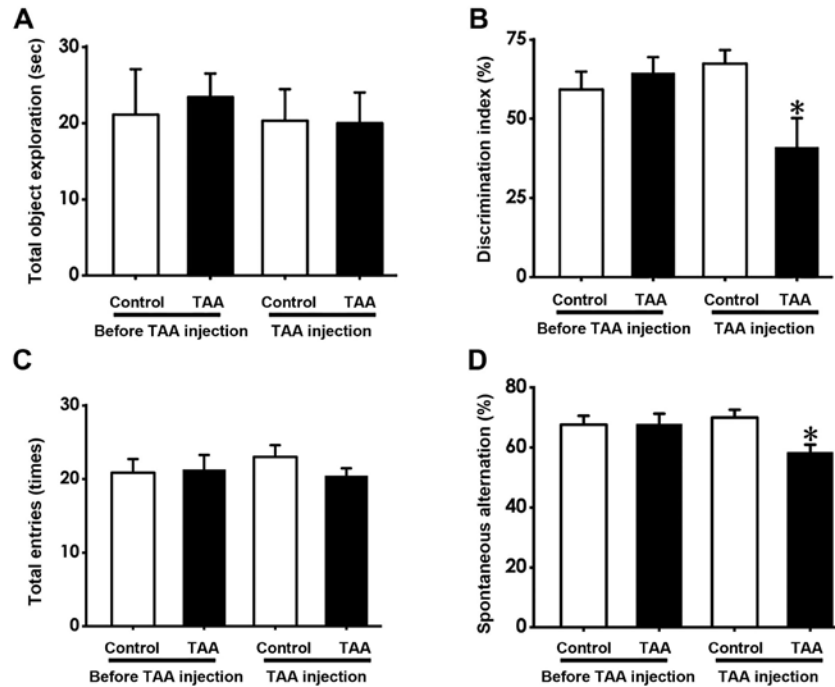 A
Total object exploration (sec)
30
20
10
0
Control TAA Control TAA
Before TAA injection TAA injection
B
Discrimination index (%)
75
50
25
0
*
Control TAA Control TAA
Before TAA injection TAA injection
C
Total entries (times)
30
20
10
0
Control TAA Control TAA
Before TAA injection TAA injection
D
Spontaneous alternation (%)
80
60
40
20
0
*
Control TAA Control TAA
Before TAA injection TAA injection